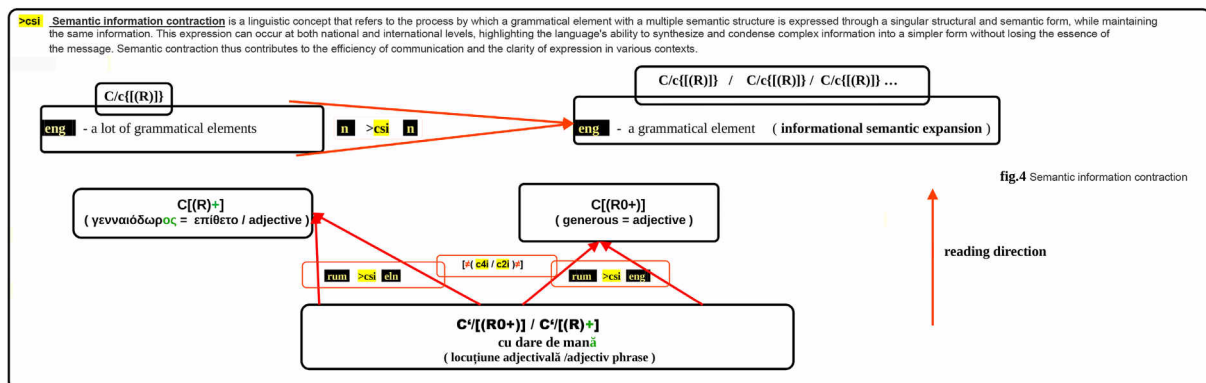 >csi Semantic information contraction is a linguistic concept that refers to the process by which a grammatical element with a multiple semantic structure is expressed through a singular structural and semantic form, while maintaining
the same information. This expression can occur at both national and international levels, highlighting the language's ability to synthesize and condense complex information into a simpler form without losing the essence of
the message. Semantic contraction thus contributes to the efficiency of communication and the clarity of expression in various contexts.
C/c{[(R)]}
C/c{[(R)]} / C/c{[(R)]} / C/c{[(R)]} ...
eng - a lot of grammatical elements
n >csi n
eng - a grammatical element ( informational semantic expansion )
fig.4 Semantic information contraction
C[(R)+]
( γενναιόδωρος = επίθετο / adjective )
C[(R0+)]
( generous = adjective )
reading direction
rum >csi eln
[≠( c4i / c2i )≠]
rum >csi eng
C‘/[(R0+)] / C‘/[(R)+]
cu dare de mană
( locuțiune adjectivală /adjectiv phrase )